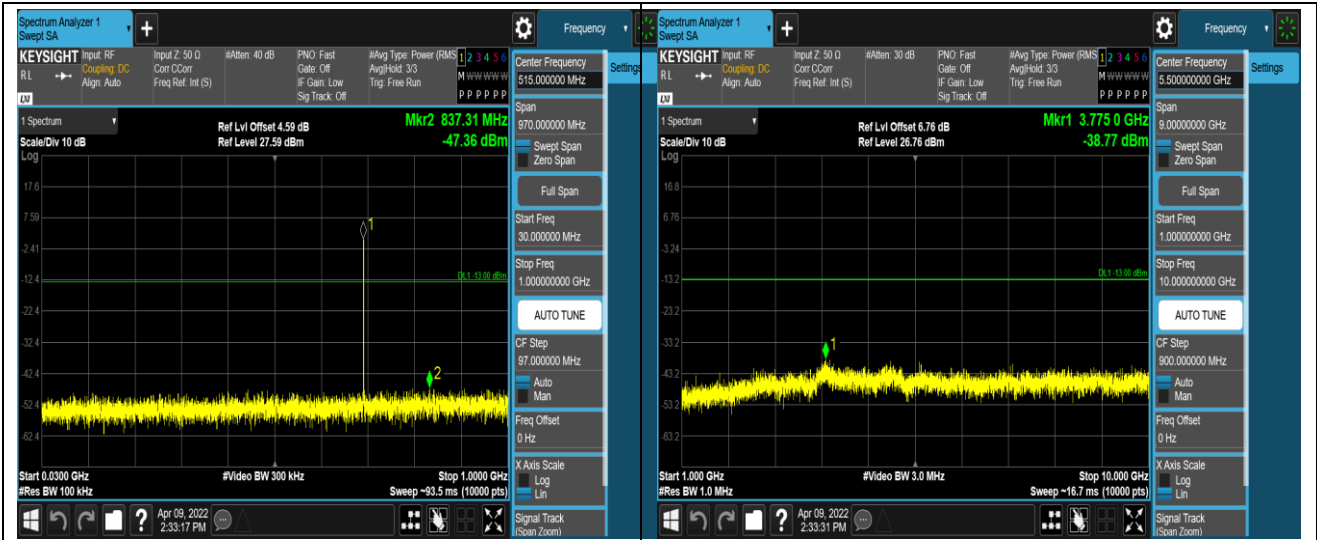 Spectrum Analyzer 1
Swept SA
+
Frequency
KEYSIGHT
Input: RF
Coupling: DC
Align: Auto
Input Z: 50 Ω
Corr CCorr
Freq Ref: Int (S)
#Atten: 40 dB
PNO: Fast
Gate: Off
IF Gain: Low
Sig Track: Off
#Avg Type: Power (RMS
Avg|Hold: 3/3
Trig: Free Run
1 2 3 4 5 6
M W W W W W
P P P P P P
RL
LXI
Center Frequency
515.000000 MHz
Settings
Span
970.000000 MHz
Swept Span
Zero Span
Full Span
Start Freq
30.000000 MHz
Stop Freq
1.000000000 GHz
AUTO TUNE
CF Step
97.000000 MHz
Auto
Man
Freq Offset
0 Hz
X Axis Scale
Log
Lin
Signal Track
(Span Zoom)
1 Spectrum
Scale/Div 10 dB
Log
Ref Lvl Offset 4.59 dB
Ref Level 27.59 dBm
Mkr2 837.31 MHz
-47.36 dBm
17.6
7.59
-2.41
-12.4
-22.4
-32.4
-42.4
-52.4
-62.4
1
DL1 -13.00 dBm
2
Start 0.0300 GHz
#Res BW 100 kHz
#Video BW 300 kHz
Stop 1.0000 GHz
Sweep ~93.5 ms (10000 pts)
?
Apr 09, 2022
2:33:17 PM
Spectrum Analyzer 1
Swept SA
+
Frequency
KEYSIGHT
Input: RF
Coupling: DC
Align: Auto
Input Z: 50 Ω
Corr CCorr
Freq Ref: Int (S)
#Atten: 30 dB
PNO: Fast
Gate: Off
IF Gain: Low
Sig Track: Off
#Avg Type: Power (RMS
Avg|Hold: 3/3
Trig: Free Run
1 2 3 4 5 6
M W W W W W
P P P P P P
RL
LXI
Center Frequency
5.500000000 GHz
Settings
Span
9.00000000 GHz
Swept Span
Zero Span
Full Span
Start Freq
1.000000000 GHz
Stop Freq
10.000000000 GHz
AUTO TUNE
CF Step
900.000000 MHz
Auto
Man
Freq Offset
0 Hz
X Axis Scale
Log
Lin
Signal Track
(Span Zoom)
1 Spectrum
Scale/Div 10 dB
Log
Ref Lvl Offset 6.76 dB
Ref Level 26.76 dBm
Mkr1 3.775 0 GHz
-38.77 dBm
16.8
6.76
-3.24
-13.2
-23.2
-33.2
-43.2
-53.2
-63.2
DL1 -13.00 dBm
1
Start 1.000 GHz
#Res BW 1.0 MHz
#Video BW 3.0 MHz
Stop 10.000 GHz
Sweep ~16.7 ms (10000 pts)
?
Apr 09, 2022
2:33:31 PM